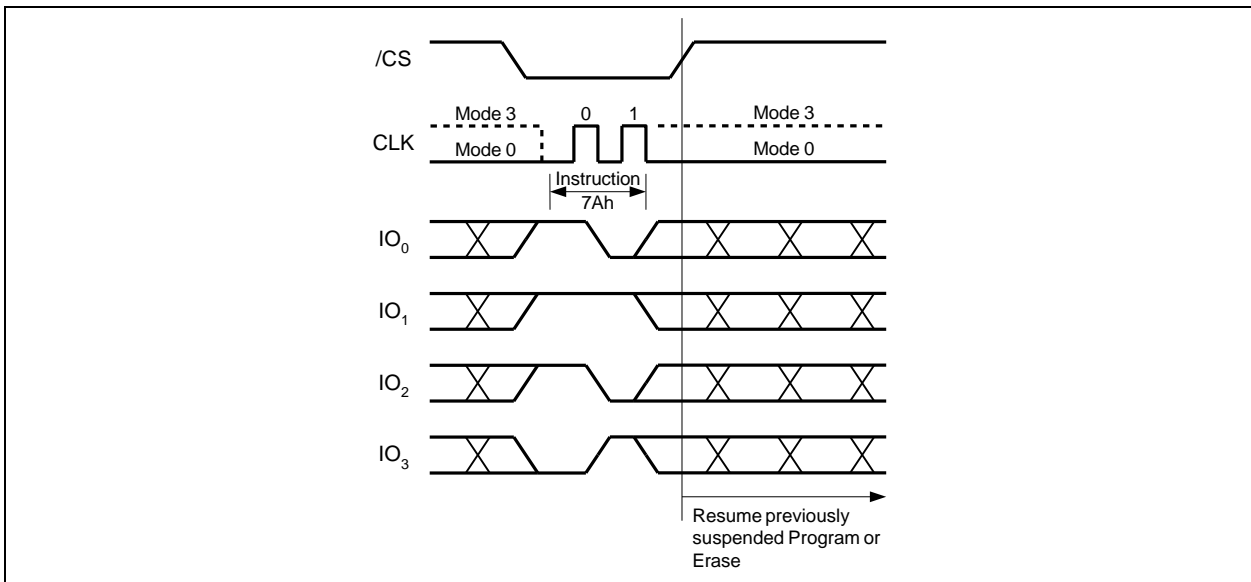 /CS
Mode 3 0 1 Mode 3
CLK
Mode 0 Mode 0
Instruction
7Ah
IO0
IO1
IO2
IO3
Resume previously
suspended Program or
Erase